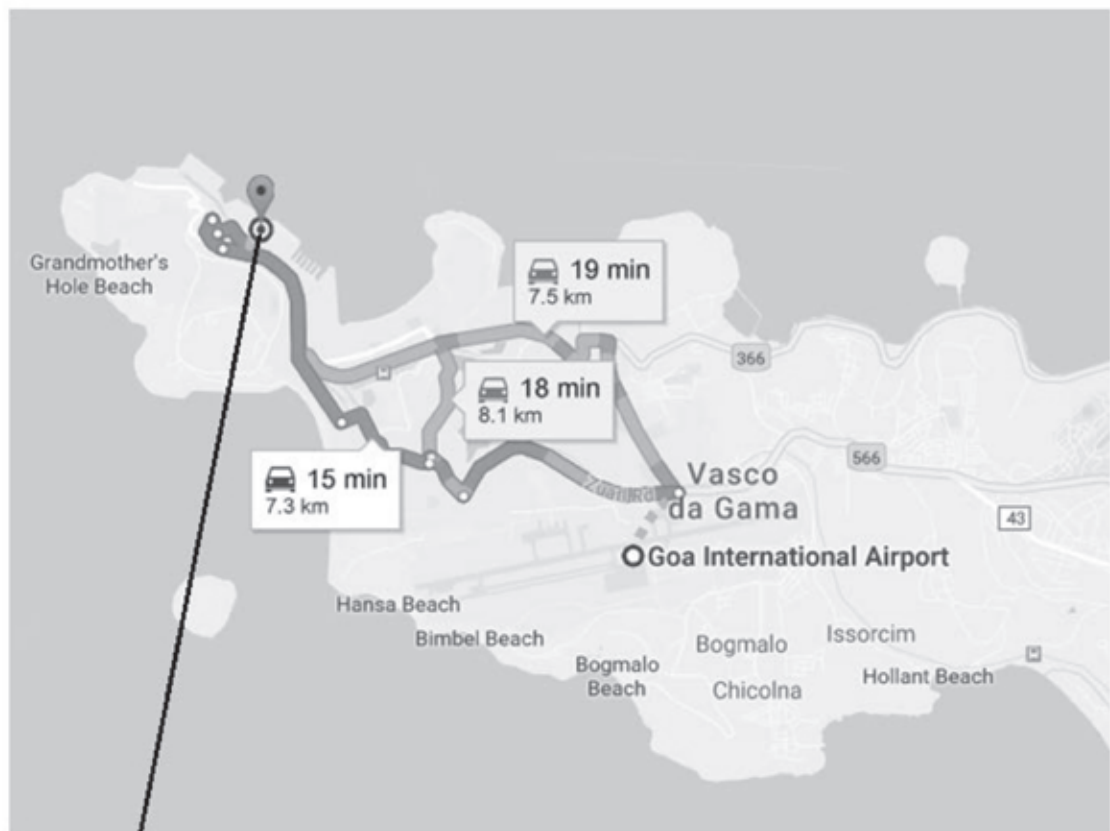 Grandmother's
Hole Beach
19 min
7.5 km
366
18 min
8.1 km
566
15 min
7.3 km
Zuari Rd
Vasco
da Gama
43
Goa International Airport
Hansa Beach
Bimbel Beach
Bogmalo
Issorcim
Bogmalo
Beach
Hollant Beach
Chicolna